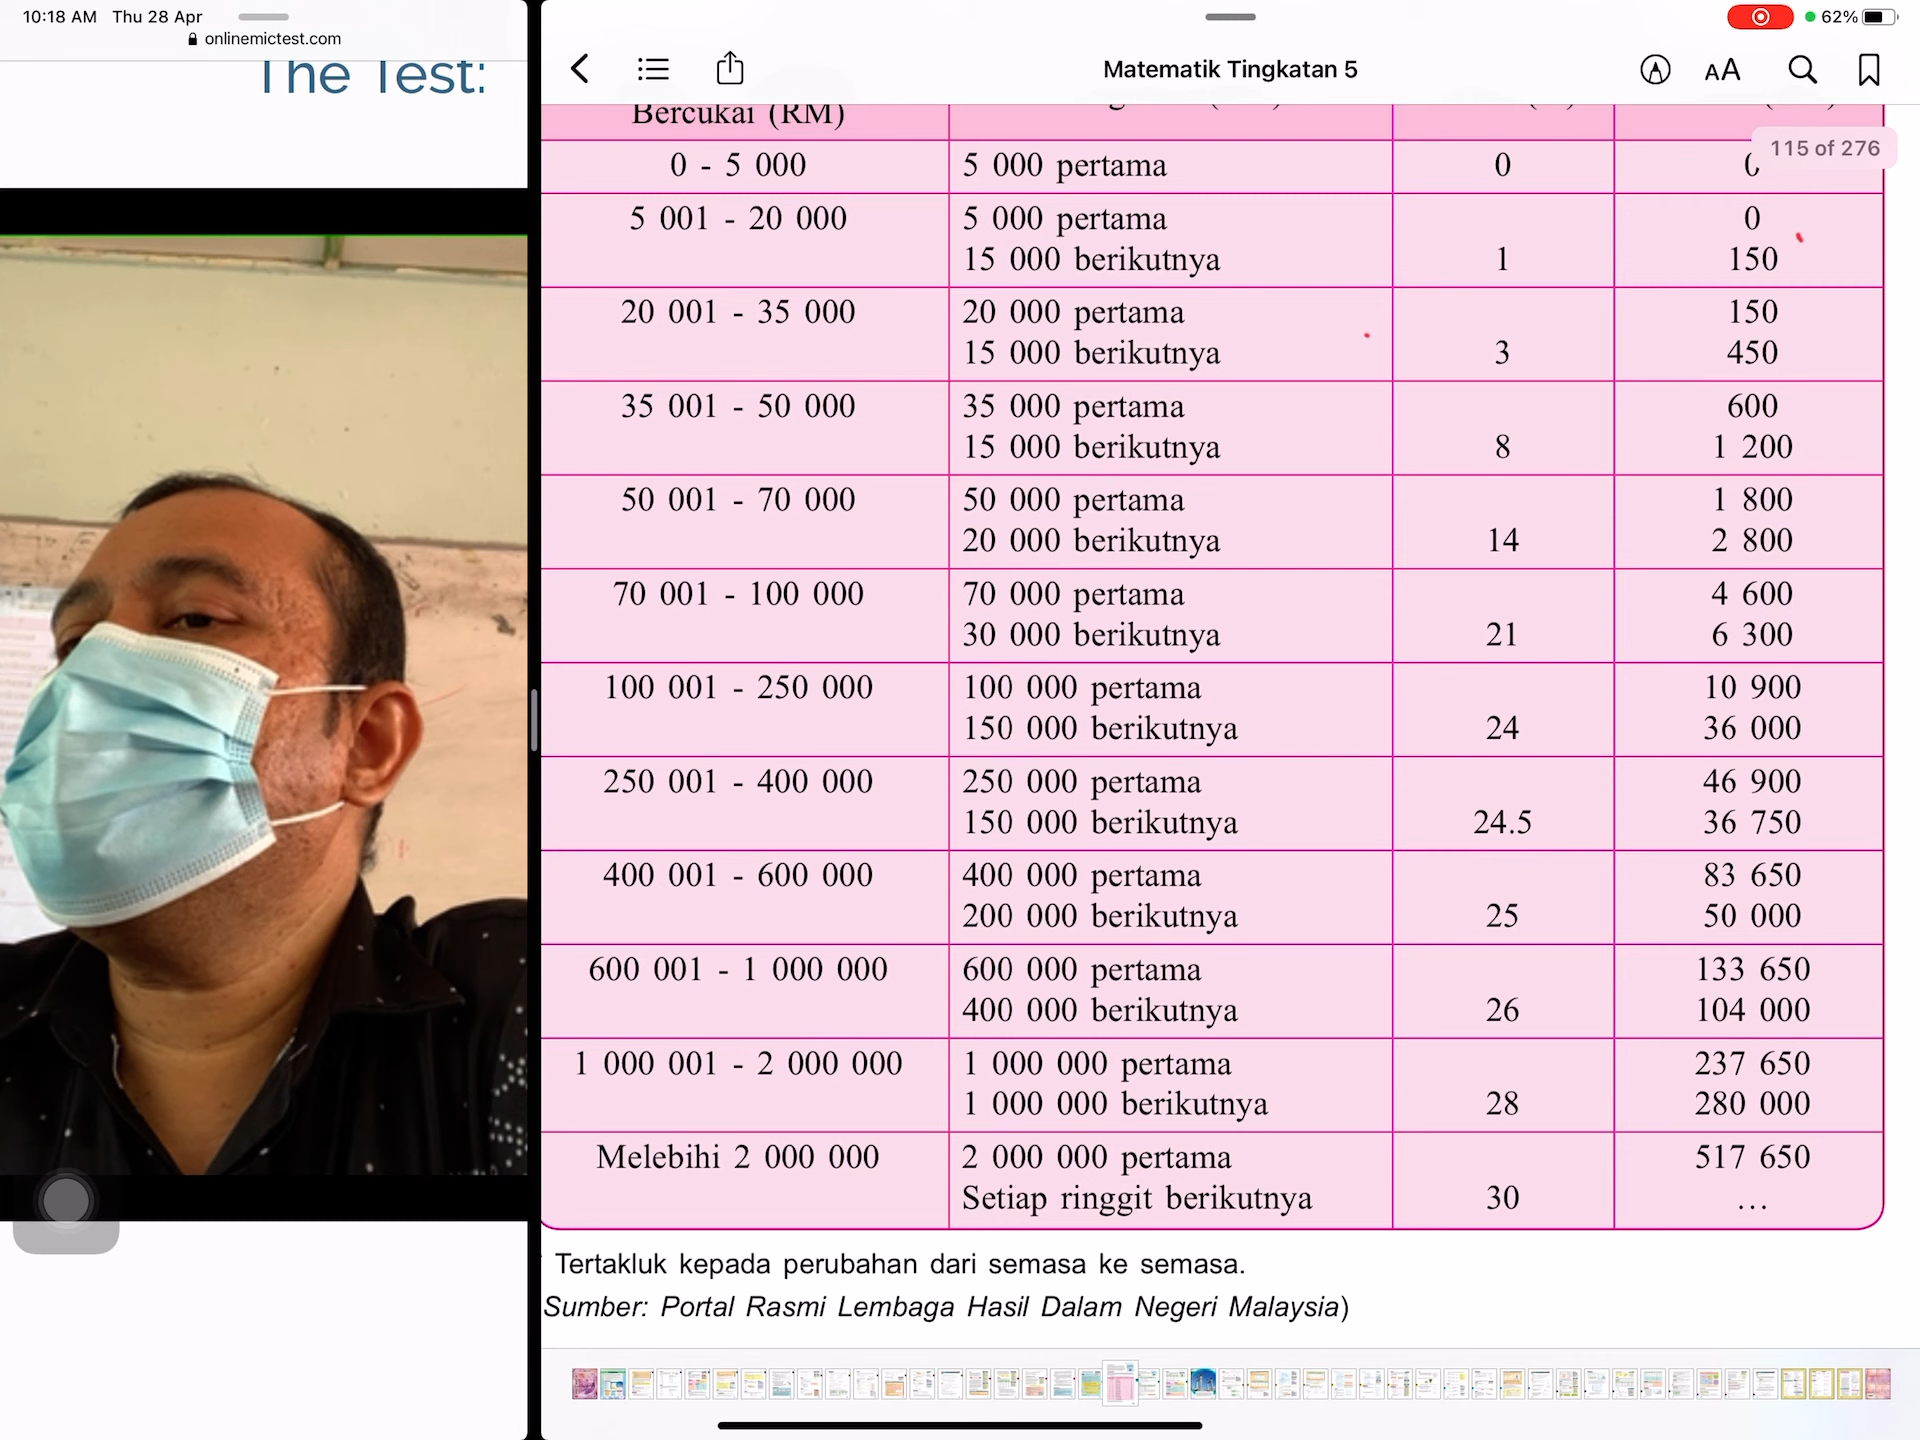 10:18 AM Thu 28 Apr
onlinemictest.com
The Test:
62%
Matematik Tingkatan 5
AA
115 of 276
Bercukai (RM)
0 - 5 000 5 000 pertama 0 0
5 001 - 20 000 5 000 pertama 0
15 000 berikutnya 1 150
20 001 - 35 000 20 000 pertama 150
15 000 berikutnya 3 450
35 001 - 50 000 35 000 pertama 600
15 000 berikutnya 8 1 200
50 001 - 70 000 50 000 pertama 1 800
20 000 berikutnya 14 2 800
70 001 - 100 000 70 000 pertama 4 600
30 000 berikutnya 21 6 300
100 001 - 250 000 100 000 pertama 10 900
150 000 berikutnya 24 36 000
250 001 - 400 000 250 000 pertama 46 900
150 000 berikutnya 24.5 36 750
400 001 - 600 000 400 000 pertama 83 650
200 000 berikutnya 25 50 000
600 001 - 1 000 000 600 000 pertama 133 650
400 000 berikutnya 26 104 000
1 000 001 - 2 000 000 1 000 000 pertama 237 650
1 000 000 berikutnya 28 280 000
Melebihi 2 000 000 2 000 000 pertama 517 650
Setiap ringgit berikutnya 30 ...
Tertakluk kepada perubahan dari semasa ke semasa.
Sumber: Portal Rasmi Lembaga Hasil Dalam Negeri Malaysia)